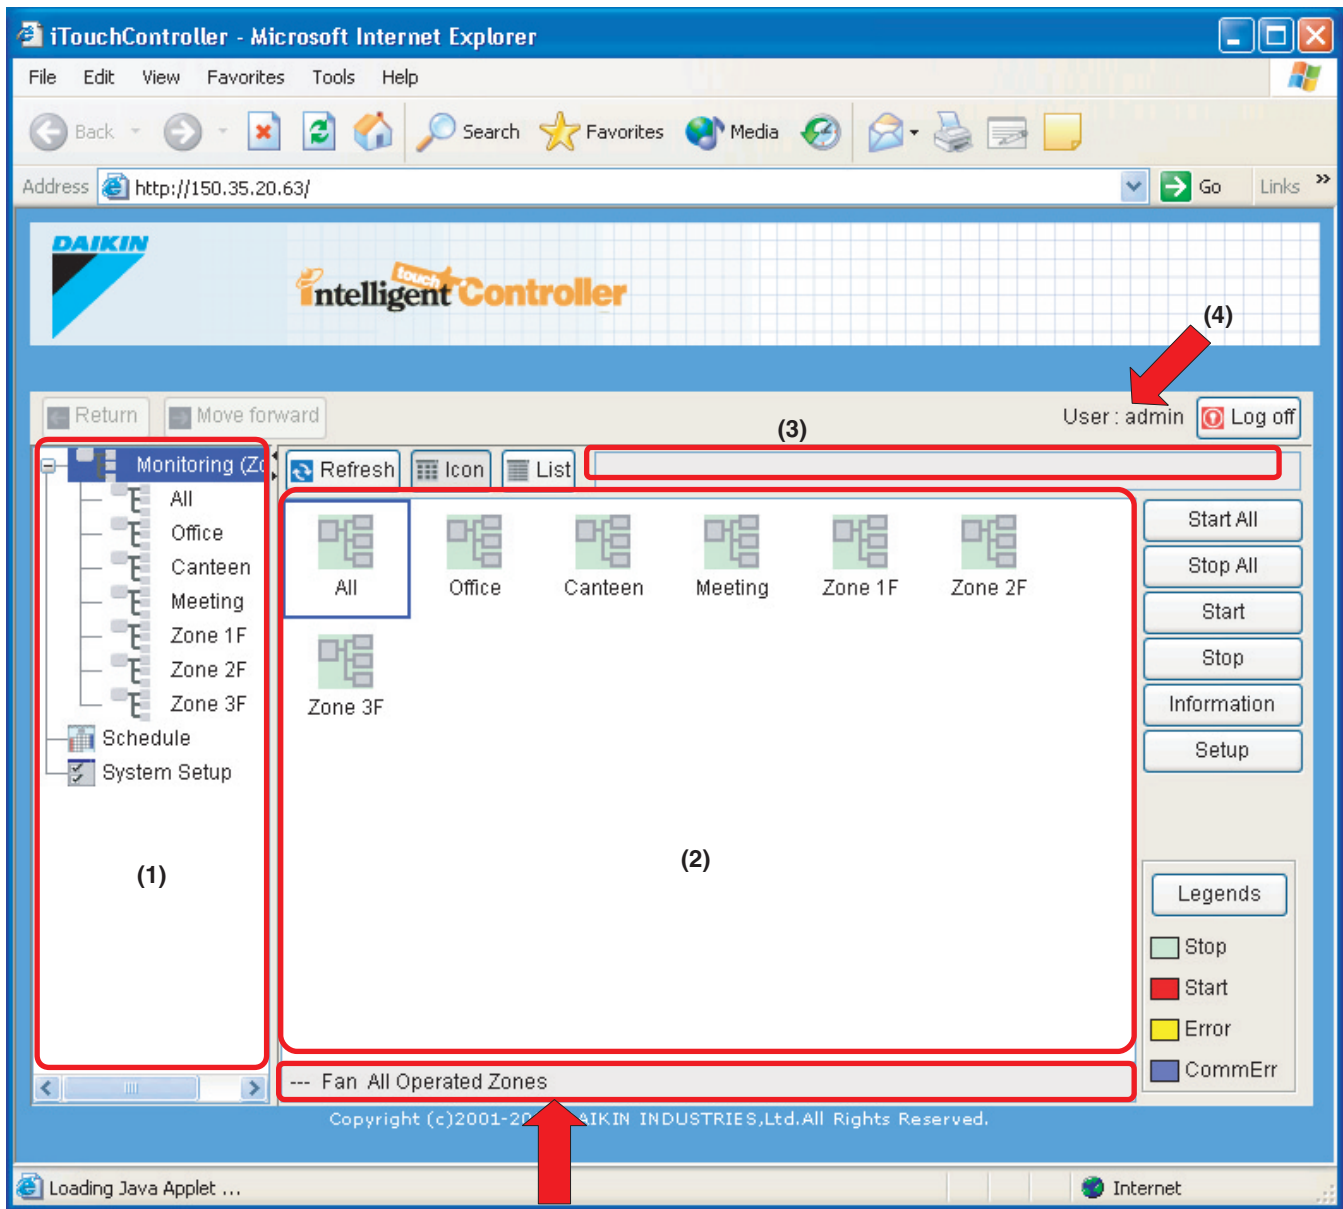 iTouchController - Microsoft Internet Explorer
File Edit View Favorites Tools Help
Back Search Favorites Media
Address http://150.35.20.63/ Go Links »
DAIKIN
intelligent touch Controller
(4)
Return Move forward User : admin Log off
(3)
Monitoring (Zo
Refresh Icon List
All
Office
Canteen
Meeting
Zone 1F
Zone 2F
Zone 3F
Schedule
System Setup
(1)
All Office Canteen Meeting Zone 1F Zone 2F
Zone 3F
(2)
Start All
Stop All
Start
Stop
Information
Setup
Legends
Stop
Start
Error
CommErr
--- Fan All Operated Zones
Copyright (c)2001-20 AIKIN INDUSTRIES,Ltd.All Rights Reserved.
Loading Java Applet ... Internet